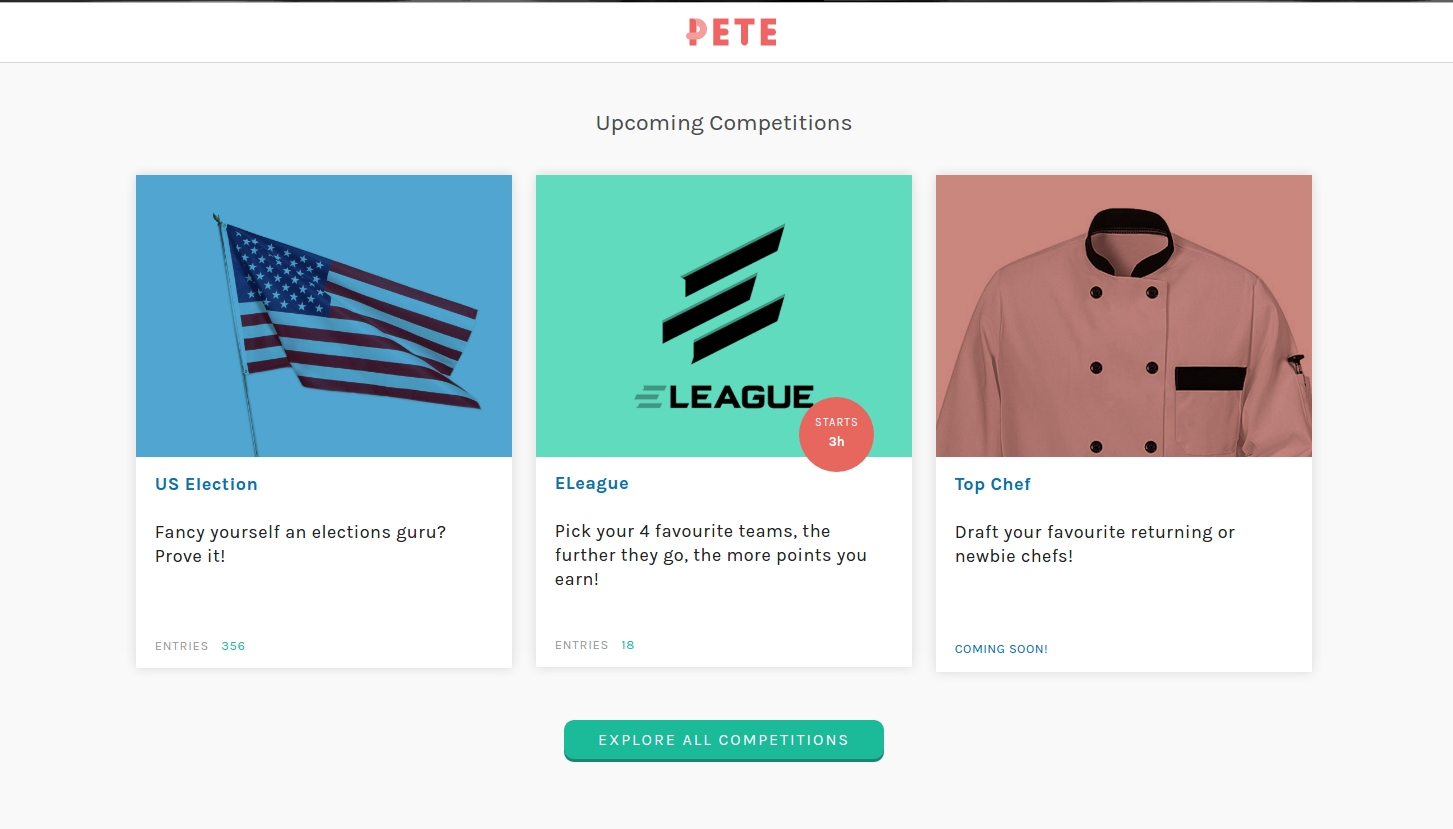 PETE
Upcoming Competitions
ELEAGUE
STARTS
3h
US Election
Fancy yourself an elections guru?
Prove it!
ENTRIES 356
ELeague
Pick your 4 favourite teams, the
further they go, the more points you
earn!
ENTRIES 18
Top Chef
Draft your favourite returning or
newbie chefs!
COMING SOON!
EXPLORE ALL COMPETITIONS